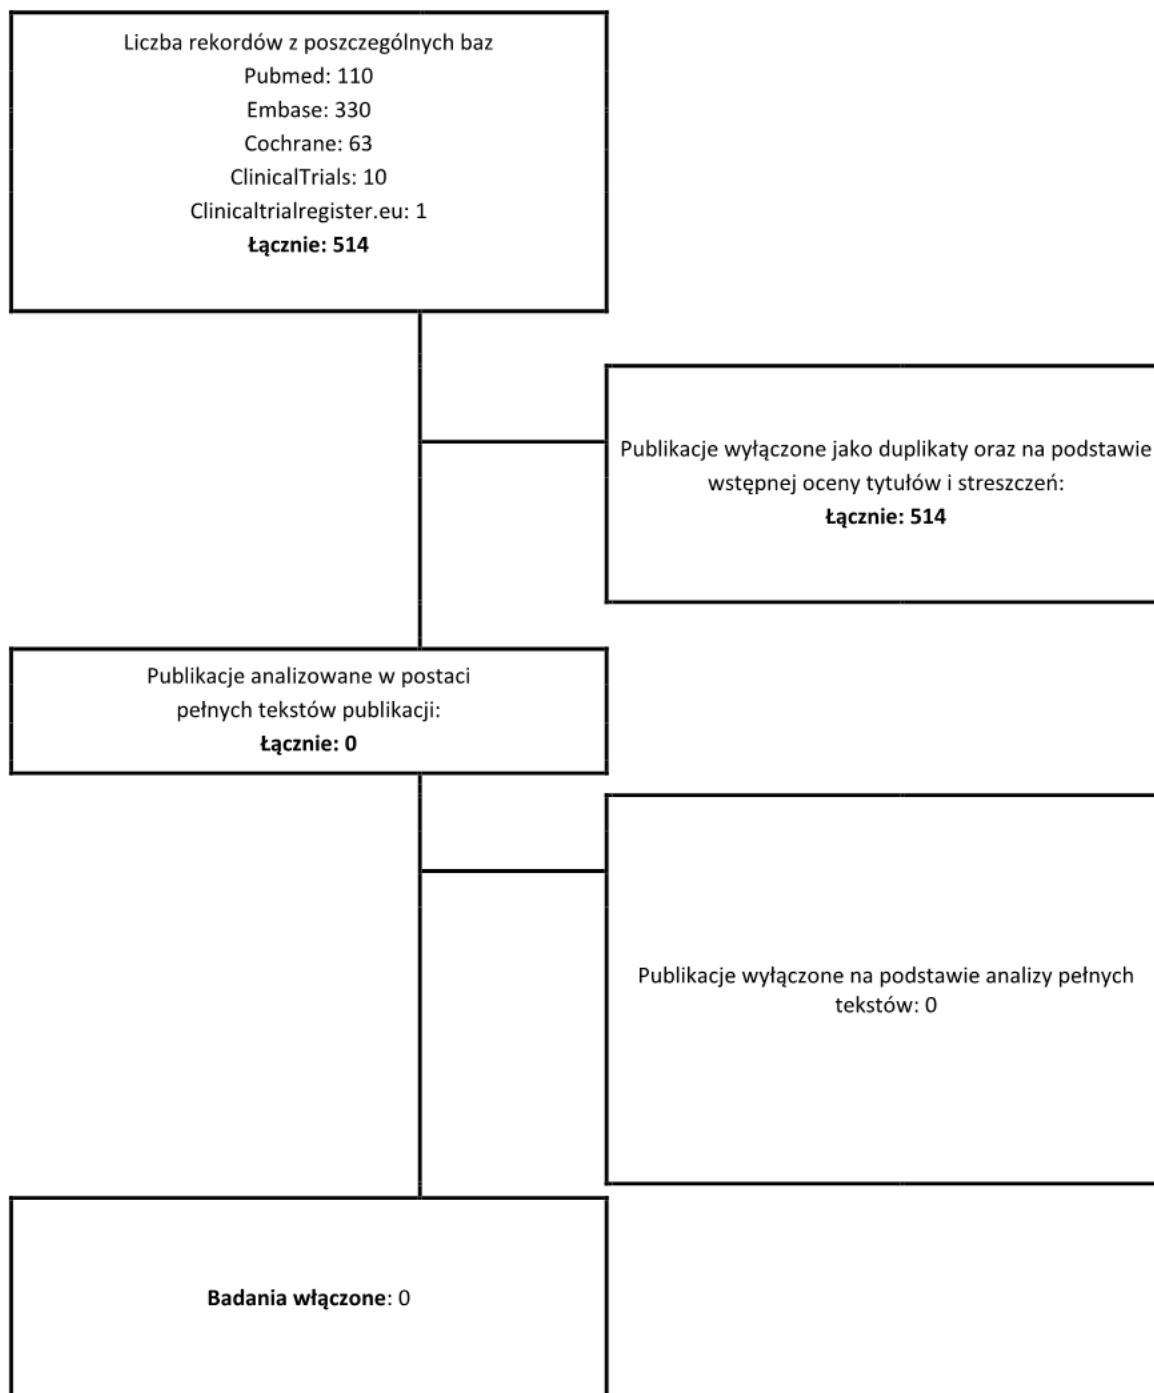 Liczba rekordów z poszczególnych baz
Pubmed: 110
Embase: 330
Cochrane: 63
ClinicalTrials: 10
Clinicaltrialregister.eu: 1
Łącznie: 514
Publikacje wyłączone jako duplikaty oraz na podstawie
wstępnej oceny tytułów i streszczeń:
Łącznie: 514
Publikacje analizowane w postaci
pełnych tekstów publikacji:
Łącznie: 0
Publikacje wyłączone na podstawie analizy pełnych
tekstów: 0
Badania włączone: 0